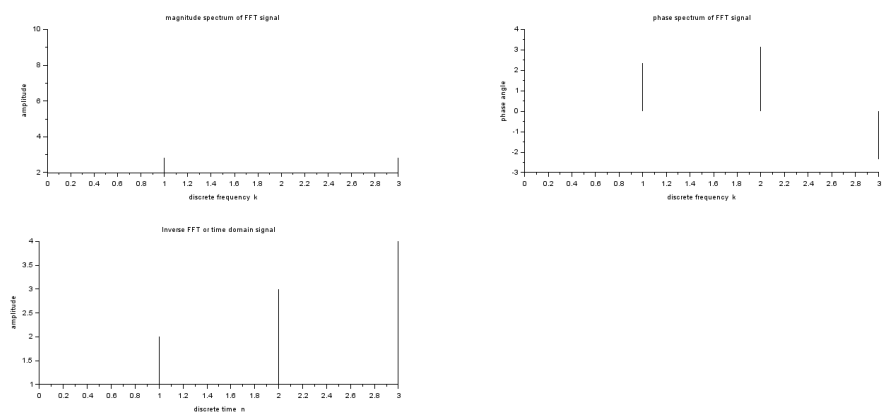 magnitude spectrum of FFT signal
10
8
6
4
2
amplitude
0 0.2 0.4 0.6 0.8 1 1.2 1.4 1.6 1.8 2 2.2 2.4 2.6 2.8 3
discrete frequency k
phase spectrum of FFT signal
4
3
2
1
0
-1
-2
-3
phase angle
0 0.2 0.4 0.6 0.8 1 1.2 1.4 1.6 1.8 2 2.2 2.4 2.6 2.8 3
discrete frequency k
Inverse FFT or time domain signal
4
3.5
3
2.5
2
1.5
1
amplitude
0 0.2 0.4 0.6 0.8 1 1.2 1.4 1.6 1.8 2 2.2 2.4 2.6 2.8 3
discrete time n